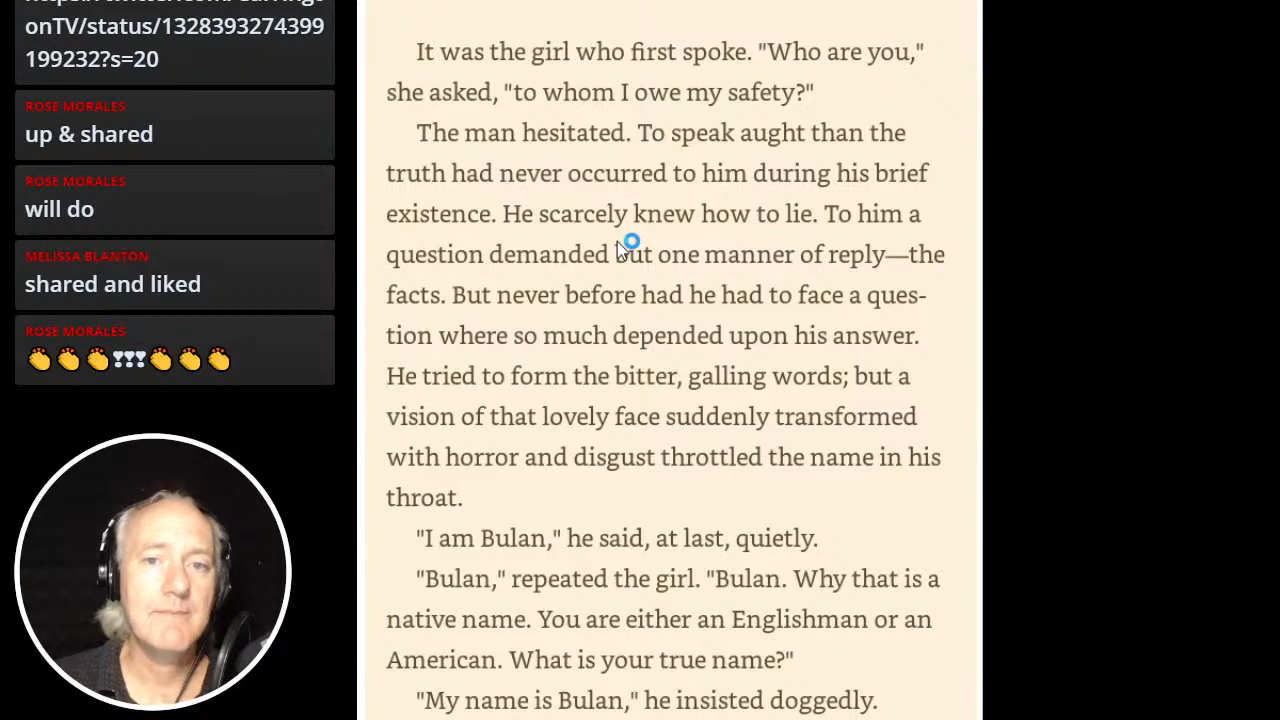 onTV/status/1328393274399
199232?s=20
ROSE MORALES
up & shared
ROSE MORALES
will do
MELISSA BLANTON
shared and liked
ROSE MORALES
👏👏👏❣❣❣👏👏👏
It was the girl who first spoke. "Who are you,"
she asked, "to whom I owe my safety?"
The man hesitated. To speak aught than the
truth had never occurred to him during his brief
existence. He scarcely knew how to lie. To him a
question demanded but one manner of reply—the
facts. But never before had he had to face a ques-
tion where so much depended upon his answer.
He tried to form the bitter, galling words; but a
vision of that lovely face suddenly transformed
with horror and disgust throttled the name in his
throat.
"I am Bulan," he said, at last, quietly.
"Bulan," repeated the girl. "Bulan. Why that is a
native name. You are either an Englishman or an
American. What is your true name?"
"My name is Bulan," he insisted doggedly.